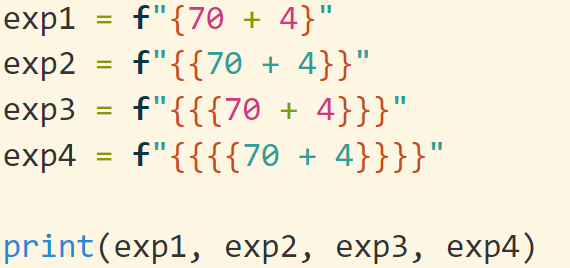 exp1 = f"{70 + 4}"
exp2 = f"{{70 + 4}}"
exp3 = f"{{{70 + 4}}}"
exp4 = f"{{{{70 + 4}}}}"
print(exp1, exp2, exp3, exp4)